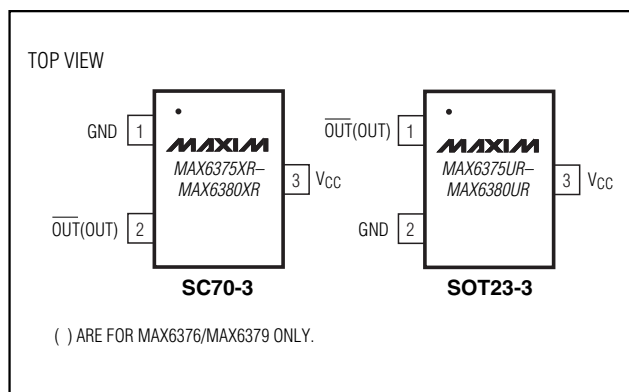 TOP VIEW
GND 1
MAXIM
MAX6375XR–
MAX6380XR
3 VCC
OUT(OUT) 2
SC70-3
OUT(OUT) 1
MAXIM
MAX6375UR–
MAX6380UR
3 VCC
GND 2
SOT23-3
( ) ARE FOR MAX6376/MAX6379 ONLY.